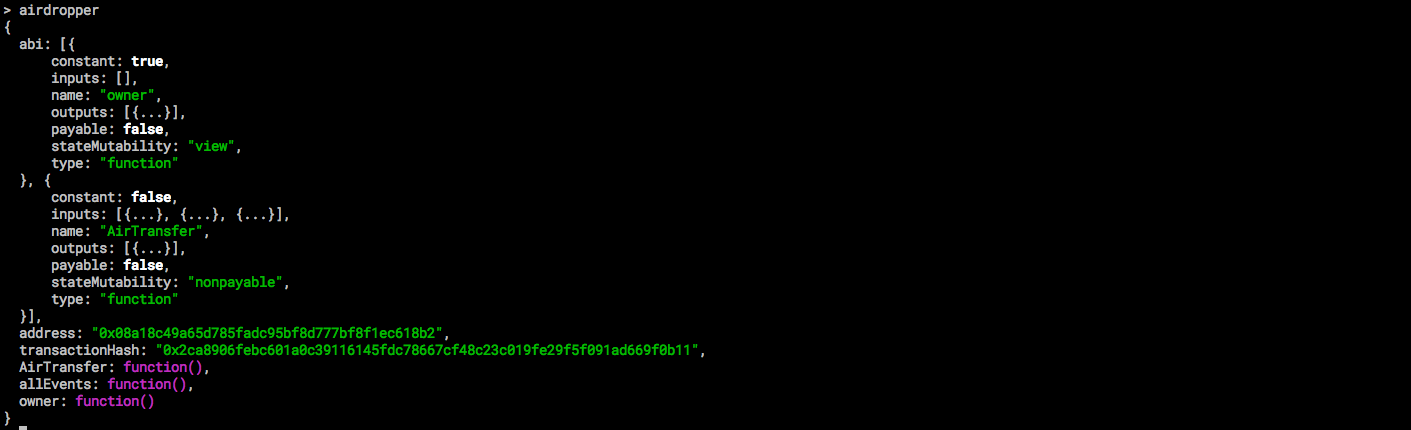 > airdropper
{
  abi: [{
      constant: true,
      inputs: [],
      name: "owner",
      outputs: [{...}],
      payable: false,
      stateMutability: "view",
      type: "function"
  }, {
      constant: false,
      inputs: [{...}, {...}, {...}],
      name: "AirTransfer",
      outputs: [{...}],
      payable: false,
      stateMutability: "nonpayable",
      type: "function"
  }],
  address: "0x08a18c49a65d785fadc95bf8d777bf8f1ec618b2",
  transactionHash: "0x2ca8906febc601a0c39116145fdc78667cf48c23c019fe29f5f091ad669f0b11",
  AirTransfer: function(),
  allEvents: function(),
  owner: function()
}